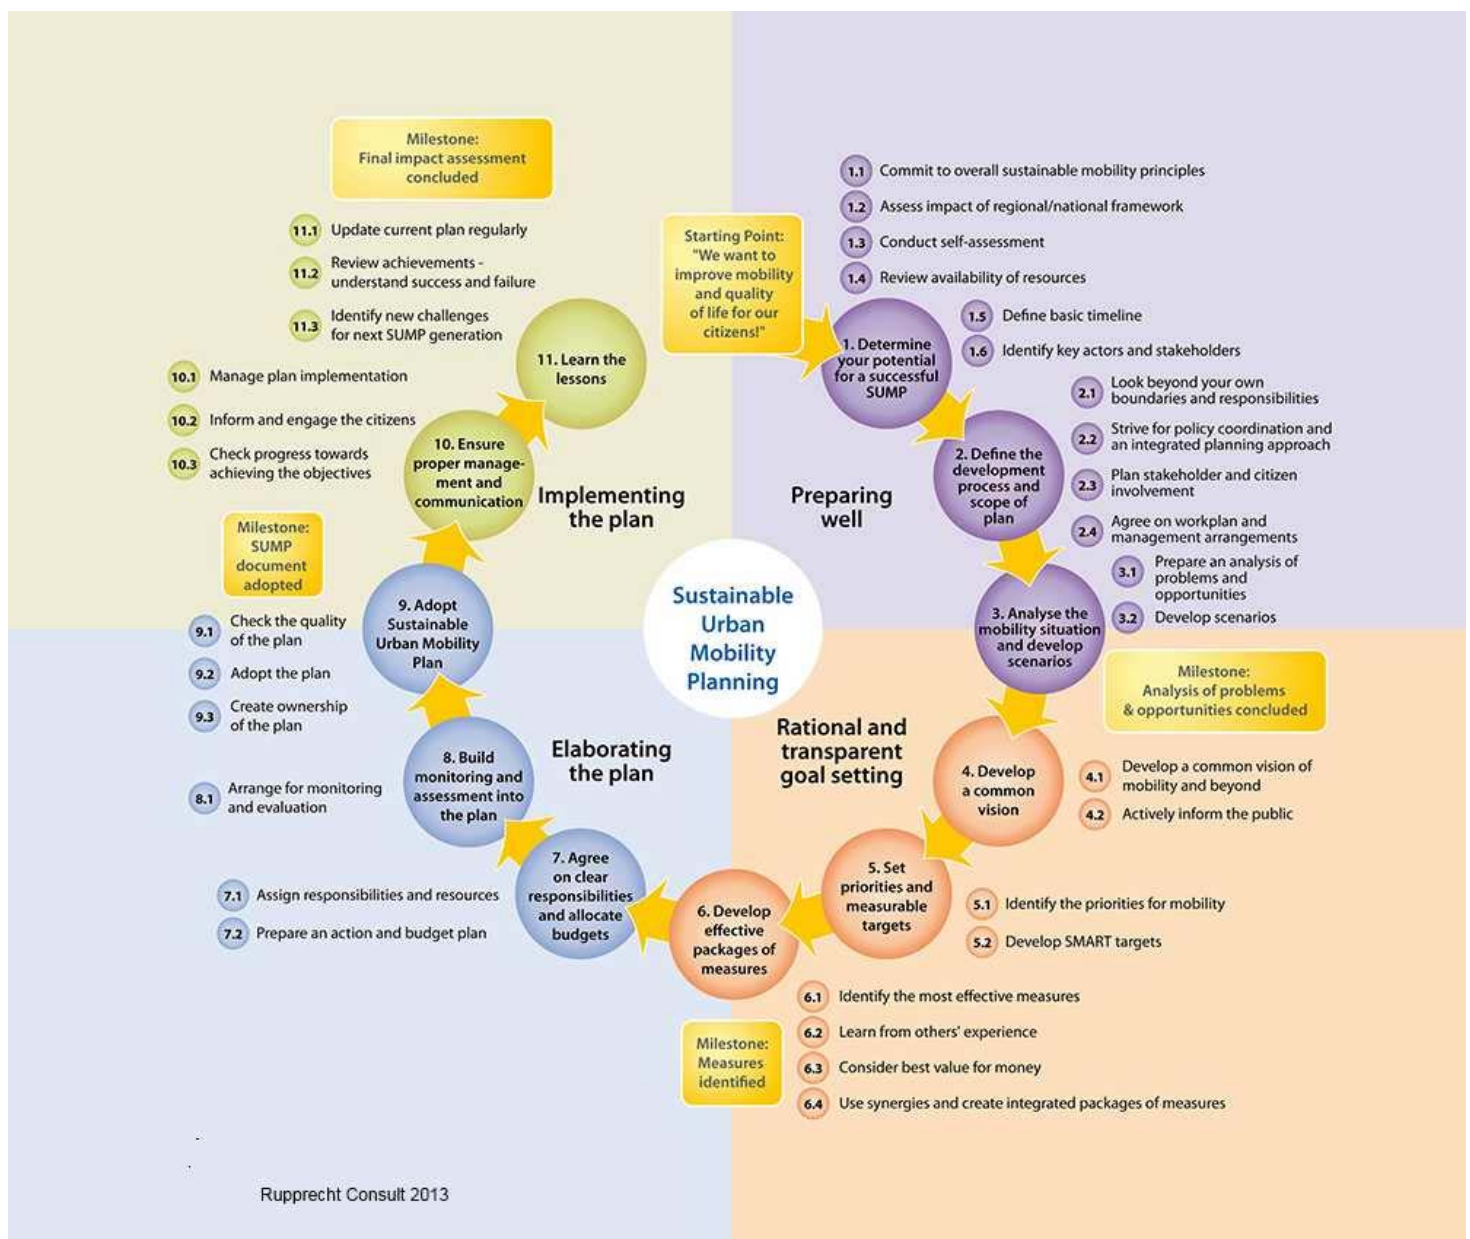 Milestone:
Final impact assessment
concluded
11.1 Update current plan regularly
11.2 Review achievements -
understand success and failure
11.3 Identify new challenges
for next SUMP generation
11. Learn the
lessons
10.1 Manage plan implementation
10.2 Inform and engage the citizens
10.3 Check progress towards
achieving the objectives
10. Ensure
proper manage-
ment and
communication
Implementing
the plan
Starting Point:
"We want to
improve mobility
and quality
of life for our
citizens!"
1.1 Commit to overall sustainable mobility principles
1.2 Assess impact of regional/national framework
1.3 Conduct self-assessment
1.4 Review availability of resources
1.5 Define basic timeline
1.6 Identify key actors and stakeholders
1. Determine
your potential
for a successful
SUMP
2.1 Look beyond your own
boundaries and responsibilities
2.2 Strive for policy coordination and
an integrated planning approach
2.3 Plan stakeholder and citizen
involvement
2.4 Agree on workplan and
management arrangements
2. Define the
development
process and
scope of
plan
Preparing
well
3.1 Prepare an analysis of
problems and
opportunities
3.2 Develop scenarios
3. Analyse the
mobility situation
and develop
scenarios
Milestone:
Analysis of problems
& opportunities concluded
Sustainable
Urban
Mobility
Planning
Milestone:
SUMP
document
adopted
9. Adopt
Sustainable
Urban Mobility
Plan
9.1 Check the quality
of the plan
9.2 Adopt the plan
9.3 Create ownership
of the plan
Elaborating
the plan
8. Build
monitoring and
assessment into
the plan
8.1 Arrange for monitoring
and evaluation
7. Agree
on clear
responsibilities
and allocate
budgets
7.1 Assign responsibilities and resources
7.2 Prepare an action and budget plan
Rational and
transparent
goal setting
4. Develop
a common
vision
4.1 Develop a common vision of
mobility and beyond
4.2 Actively inform the public
5. Set
priorities and
measurable
targets
5.1 Identify the priorities for mobility
5.2 Develop SMART targets
6. Develop
effective
packages of
measures
6.1 Identify the most effective measures
6.2 Learn from others' experience
6.3 Consider best value for money
6.4 Use synergies and create integrated packages of measures
Milestone:
Measures
identified
Rupprecht Consult 2013